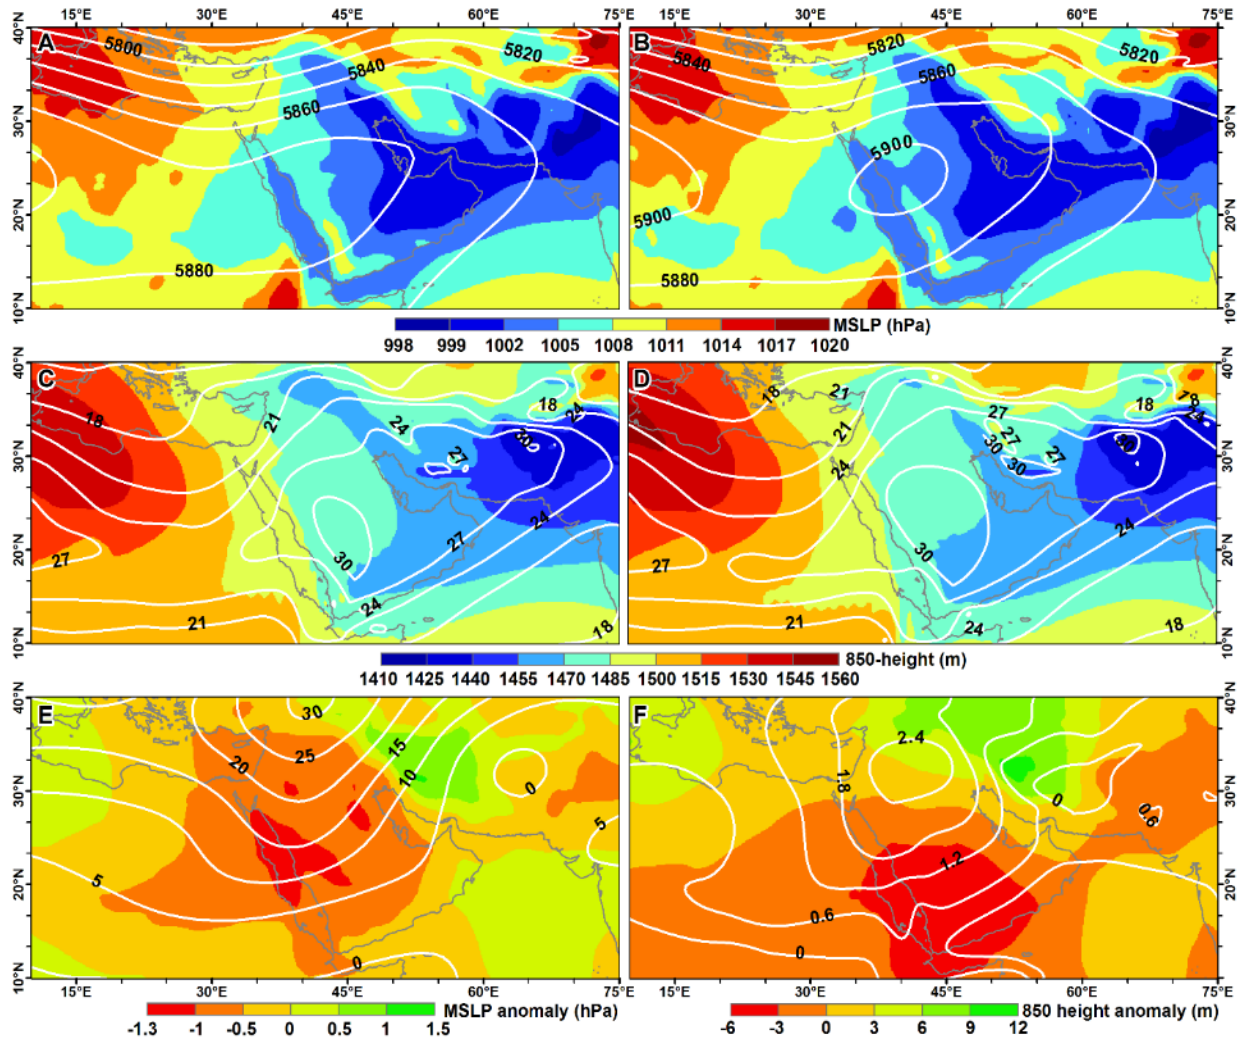 15°E 30°E 45°E 60°E 75°E 15°E 30°E 45°E 60°E 75°E
40°N A 5800 5840 5820 5860 B 5820 5840 5820 5860 40°N
30°N 5900 30°N
20°N 5900 20°N
5880 5880
10°N 10°N
MSLP (hPa)
998 999 1002 1005 1008 1011 1014 1017 1020
40°N C 18 21 24 18 24 D 18 21 27 18 18 24 40°N
30°N 27 30 21 24 30 27 30 27 30 30°N
20°N 27 30 27 24 27 30 24 20°N
21 24 18 21 24 18
10°N 10°N
850-height (m)
1410 1425 1440 1455 1470 1485 1500 1515 1530 1545 1560
40°N E 30 F 2.4 40°N
30°N 20 25 15 10 0 1.8 0 0.6 30°N
20°N 5 5 1.2 0.6 20°N
0 0
10°N 10°N
15°E 30°E 45°E 60°E 75°E 15°E 30°E 45°E 60°E 75°E
MSLP anomaly (hPa) 850 height anomaly (m)
-1.3 -1 -0.5 0 0.5 1 1.5 -6 -3 0 3 6 9 12